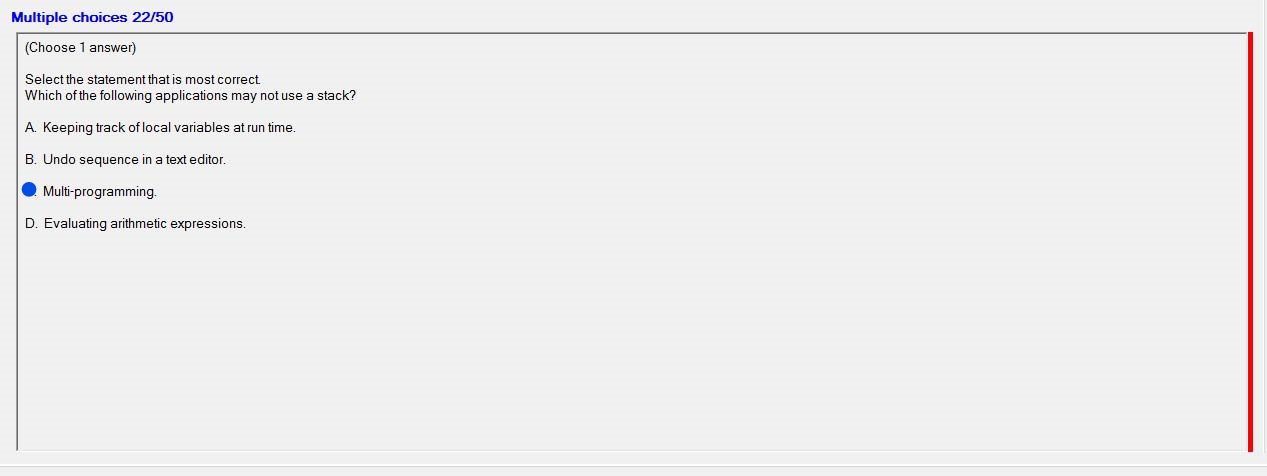 Multiple choices 22/50
(Choose 1 answer)
Select the statement that is most correct.
Which of the following applications may not use a stack?
A. Keeping track of local variables at run time.
B. Undo sequence in a text editor.
. Multi-programming.
D. Evaluating arithmetic expressions.